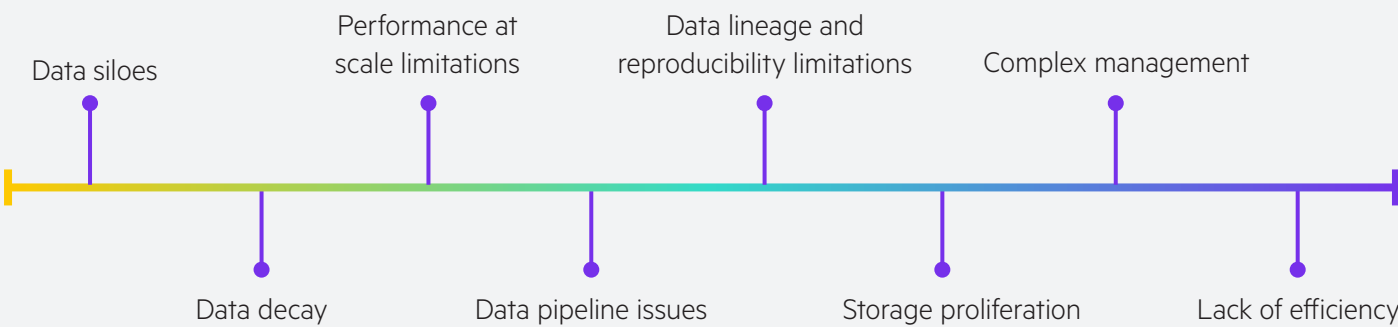 Data siloes
Performance at
scale limitations
Data lineage and
reproducibility limitations
Complex management
Data decay
Data pipeline issues
Storage proliferation
Lack of efficiency